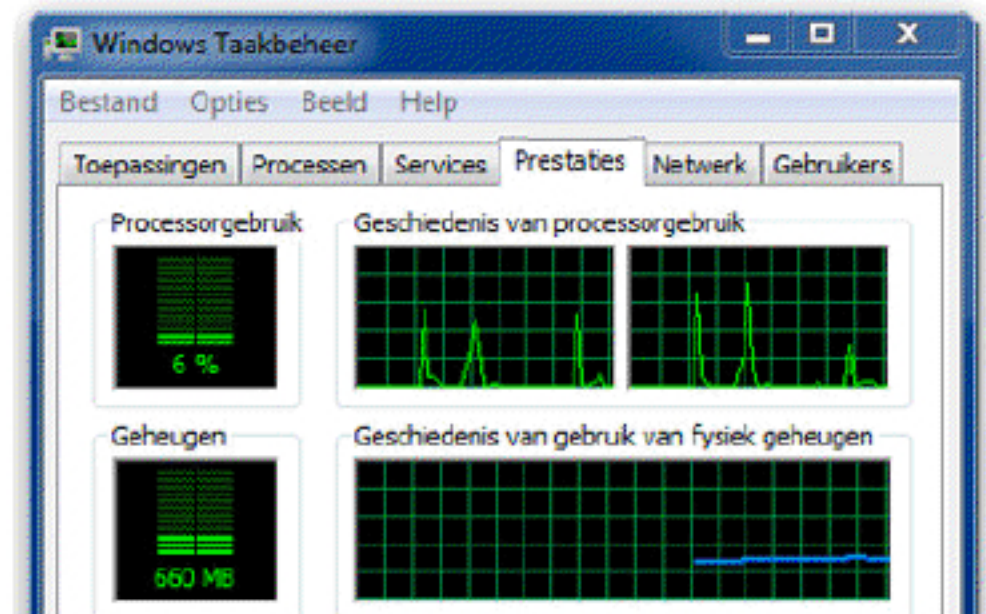 Windows Taakbeheer
Bestand Opties Beeld Help
Toepassingen Processen Services Prestaties Netwerk Gebruikers
Processorgebruik Geschiedenis van processorgebruik
6 %
Geheugen Geschiedenis van gebruik van fysiek geheugen
660 MB